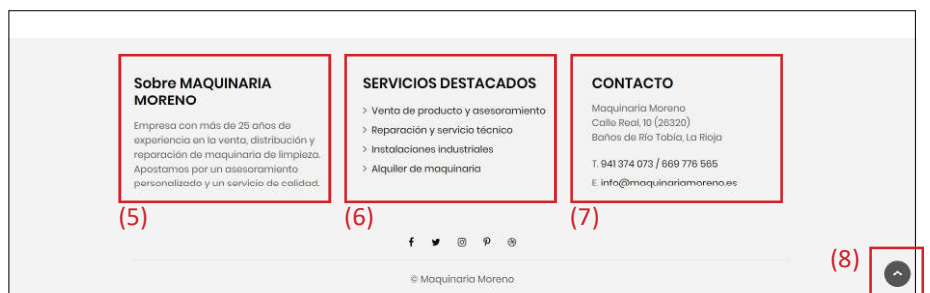 Sobre MAQUINARIA
MORENO
Empresa con más de 25 años de
experiencia en la venta, distribución y
reparación de maquinaria de limpieza.
Apostamos por un asesoramiento
personalizado y un servicio de calidad.
(5)
SERVICIOS DESTACADOS
> Venta de producto y asesoramiento
> Reparación y servicio técnico
> Instalaciones industriales
> Alquiler de maquinaria
(6)
CONTACTO
Maquinaria Moreno
Calle Real, 10 (26320)
Baños de Río Tobía, La Rioja
T. 941 374 073 / 669 776 565
E. info@maquinariamoreno.es
(7)
(8)
© Maquinaria Moreno